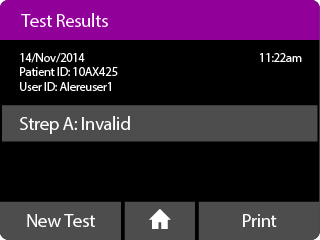 Test Results
14/Nov/2014 11:22am
Patient ID: 10AX425
User ID: Alereuser1
Strep A: Invalid
New Test Print